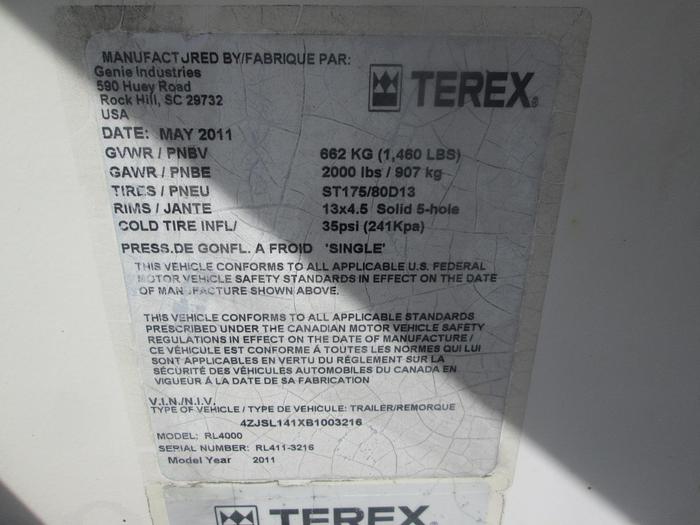 MANUFACTURED BY/FABRIQUE PAR:
Genie Industries
590 Huey Road
Rock Hill, SC 29732
USA
TEREX®
DATE: MAY 2011
GVWR / PNBV 662 KG (1,460 LBS)
GAWR / PNBE 2000 lbs / 907 kg
TIRES / PNEU ST175/80D13
RIMS / JANTE 13x4.5 Solid 5-hole
COLD TIRE INFL/ 35psi (241Kpa)
PRESS.DE GONFL. A FROID 'SINGLE'
THIS VEHICLE CONFORMS TO ALL APPLICABLE U.S. FEDERAL
MOTOR VEHICLE SAFETY STANDARDS IN EFFECT ON THE DATE
OF MANUFACTURE SHOWN ABOVE.
THIS VEHICLE CONFORMS TO ALL APPLICABLE STANDARDS
PRESCRIBED UNDER THE CANADIAN MOTOR VEHICLE SAFETY
REGULATIONS IN EFFECT ON THE DATE OF MANUFACTURE /
CE VÉHICULE EST CONFORME Á TOUTES LES NORMES QUI LUI
SONT APPLICABLES EN VERTU DU RÉGLEMENT SUR LA
SÉCURITÉ DES VÉHICULES AUTOMOBILES DU CANADA EN
VIGUEUR Á LA DATE DE SA FABRICATION
V.I.N./N.I.V.
TYPE OF VEHICLE / TYPE DE VEHICULE: TRAILER/REMORQUE
4ZJSL141XB1003216
MODEL: RL4000
SERIAL NUMBER: RL411-3216
Model Year 2011
TEREX.